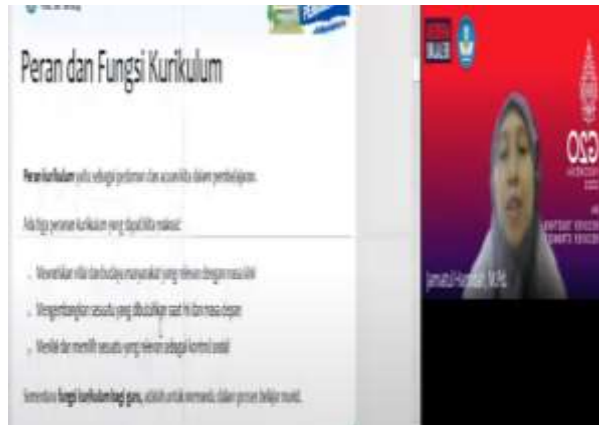 Peran dan Fungsi Kurikulum
Peran kurikulum yaitu sebagai pedoman dan acuan kita dalam pembelajaran.
Ada tiga peranan kurikulum yang dapat kita maknai:
Mewariskan nilai dan budaya masyarakat yang relevan dengan masa kini
Mengembangkan sesuatu yang dibutuhkan saat ini dan masa depan
Menilai dan memilih sesuatu yang relevan sebagai kontrol sosial
Sementara fungsi kurikulum bagi guru, adalah untuk memandu dalam proses belajar murid.
G20
M.Pd.